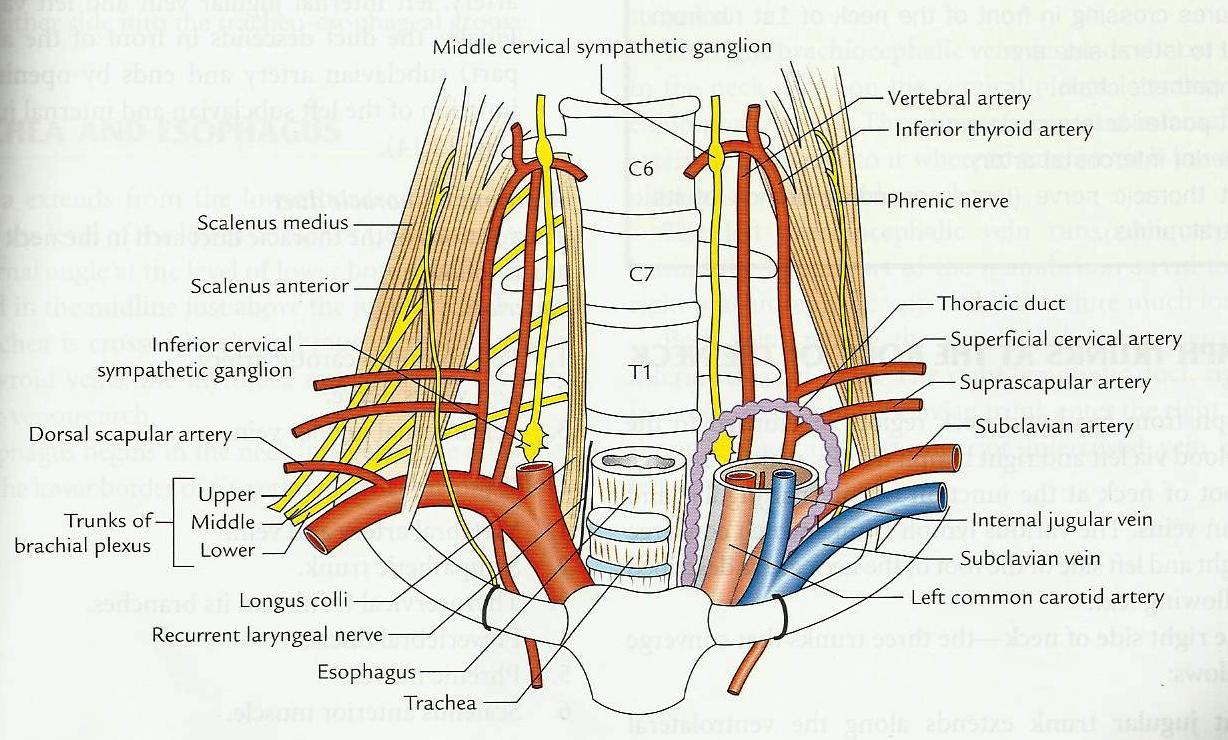 Middle cervical sympathetic ganglion
Vertebral artery
Inferior thyroid artery
C6
Phrenic nerve
Scalenus medius
C7
Scalenus anterior
Thoracic duct
Superficial cervical artery
Inferior cervical
sympathetic ganglion
T1
Suprascapular artery
Subclavian artery
Dorsal scapular artery
Upper
Trunks of
brachial plexus
Middle
Lower
Internal jugular vein
Subclavian vein
Longus colli
Left common carotid artery
Recurrent laryngeal nerve
Esophagus
Trachea